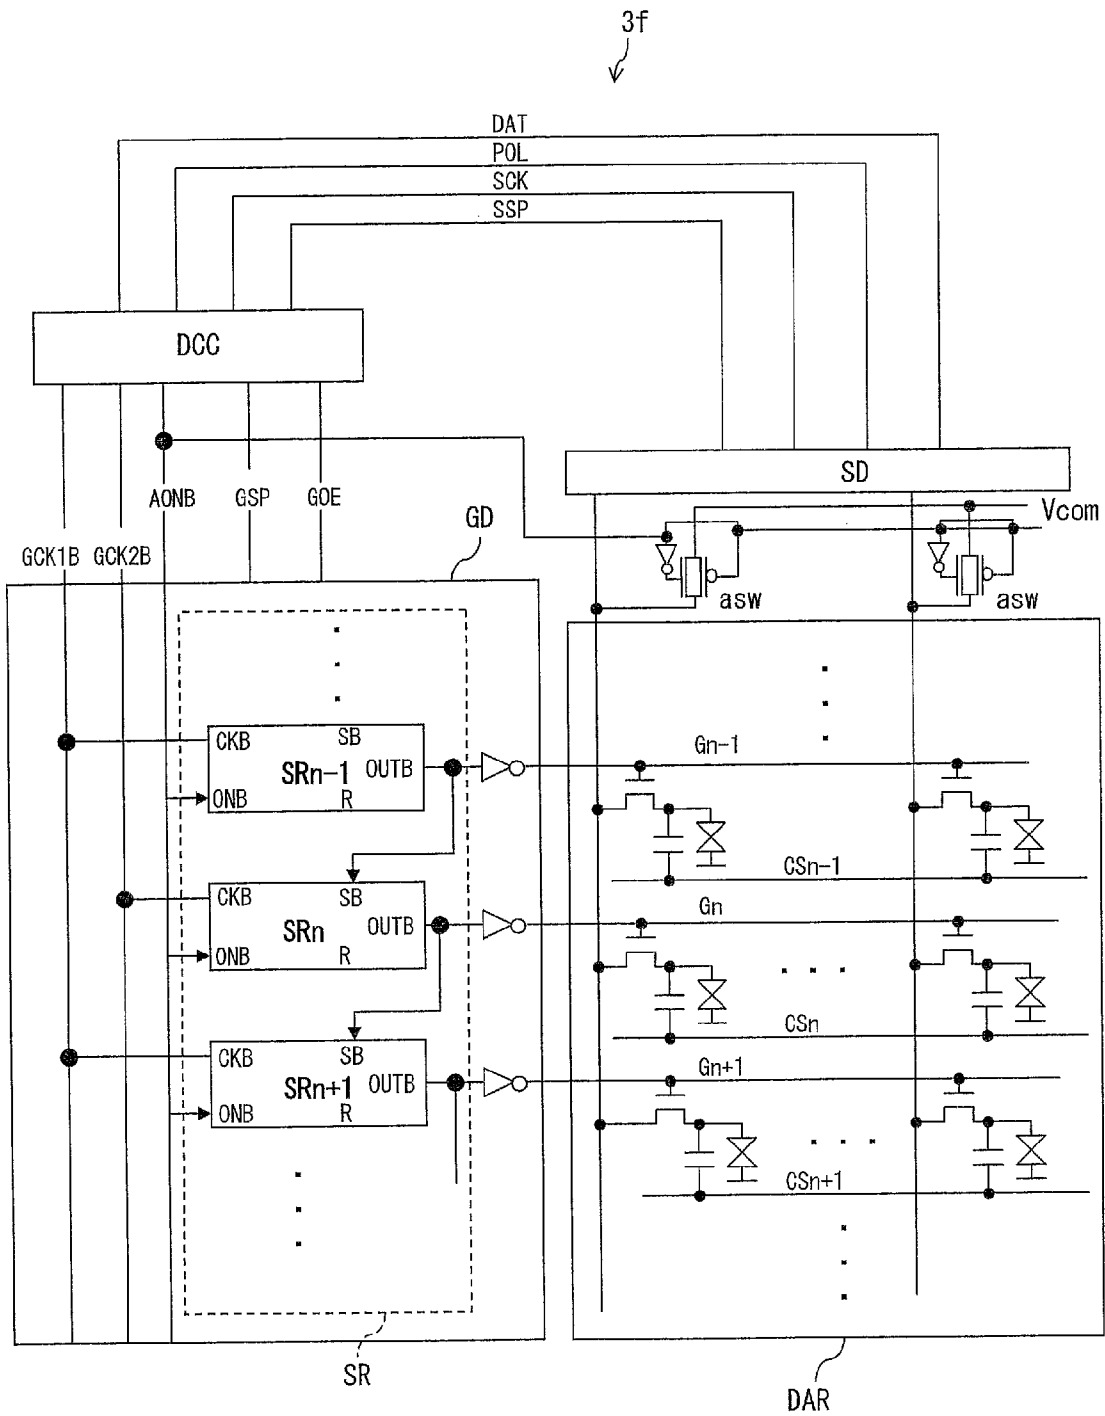 3f
DAT
POL
SCK
SSP
DCC
SD
AONB
GSP
GOE
GD
Vcom
GCK1B
GCK2B
asw
asw
CKB
SB
SRn-1
OUTB
ONB
R
Gn-1
CSn-1
CKB
SB
SRn
OUTB
ONB
R
Gn
CSn
CKB
SB
SRn+1
OUTB
ONB
R
Gn+1
CSn+1
SR
DAR